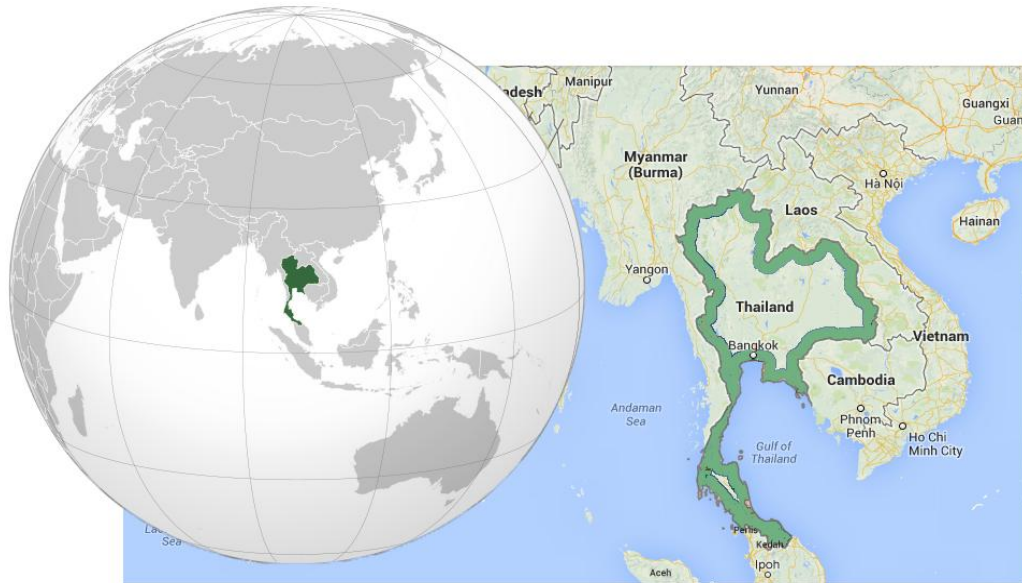 Manipur
adesh
Yunnan
Guangxi
Guan
Myanmar
(Burma)
Hà Nội
Laos
Hainan
Yangon
Thailand
Vietnam
Bangkok
Cambodia
Andaman
Sea
Phnom
Penh
Ho Chi
Minh City
Gulf of
Thailand
Sea
Perlis
Kedah
Ipoh
Aceh